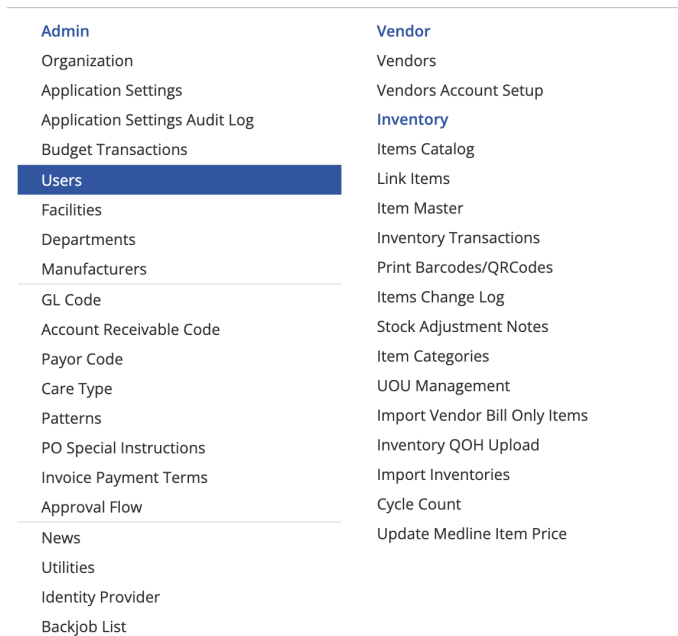 Admin
Organization
Application Settings
Application Settings Audit Log
Budget Transactions
Users
Facilities
Departments
Manufacturers
GL Code
Account Receivable Code
Payor Code
Care Type
Patterns
PO Special Instructions
Invoice Payment Terms
Approval Flow
News
Utilities
Identity Provider
Backjob List
Vendor
Vendors
Vendors Account Setup
Inventory
Items Catalog
Link Items
Item Master
Inventory Transactions
Print Barcodes/QRCodes
Items Change Log
Stock Adjustment Notes
Item Categories
UOU Management
Import Vendor Bill Only Items
Inventory QOH Upload
Import Inventories
Cycle Count
Update Medline Item Price